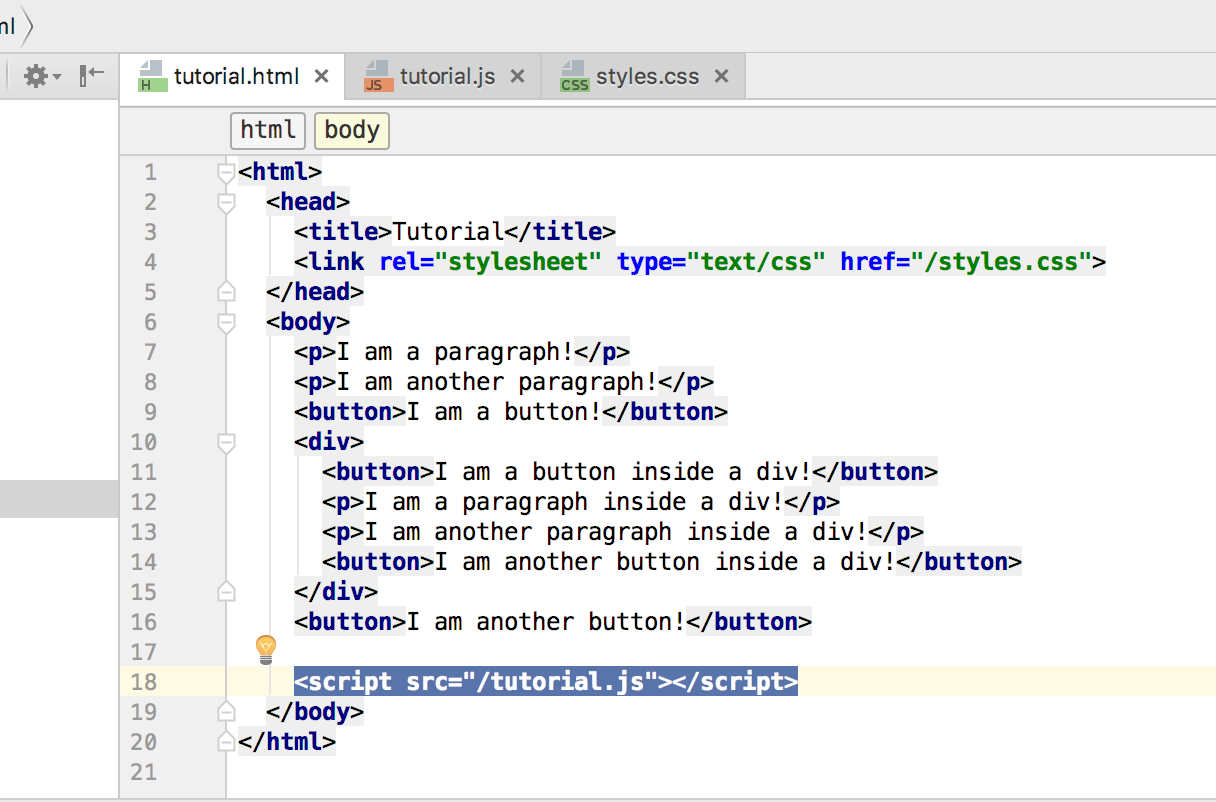 ml
H tutorial.html JS tutorial.js CSS styles.css
html body
1 <html>
2 <head>
3 <title>Tutorial</title>
4 <link rel="stylesheet" type="text/css" href="/styles.css">
5 </head>
6 <body>
7 <p>I am a paragraph!</p>
8 <p>I am another paragraph!</p>
9 <button>I am a button!</button>
10 <div>
11 <button>I am a button inside a div!</button>
12 <p>I am a paragraph inside a div!</p>
13 <p>I am another paragraph inside a div!</p>
14 <button>I am another button inside a div!</button>
15 </div>
16 <button>I am another button!</button>
17
18 <script src="/tutorial.js"></script>
19 </body>
20 </html>
21